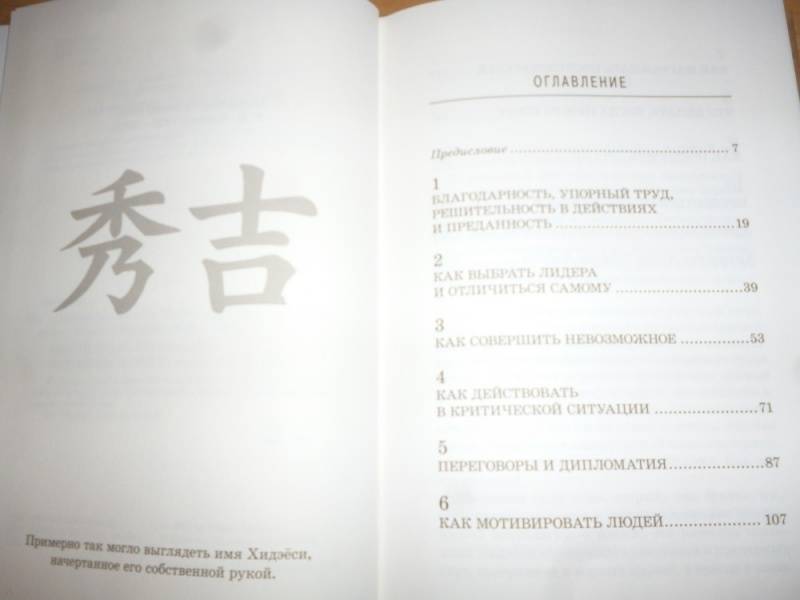 秀吉
Примерно так могло выглядеть имя Хидэёси,
начертанное его собственной рукой.
ОГЛАВЛЕНИЕ
Предисловие ........................................ 7
1
БЛАГОДАРНОСТЬ, УПОРНЫЙ ТРУД,
РЕШИТЕЛЬНОСТЬ В ДЕЙСТВИЯХ
И ПРЕДАННОСТЬ ................................ 19
2
КАК ВЫБРАТЬ ЛИДЕРА
И ОТЛИЧИТЬСЯ САМОМУ ........................ 39
3
КАК СОВЕРШИТЬ НЕВОЗМОЖНОЕ ................53
4
КАК ДЕЙСТВОВАТЬ
В КРИТИЧЕСКОЙ СИТУАЦИИ ....................71
5
ПЕРЕГОВОРЫ И ДИПЛОМАТИЯ..................87
6
КАК МОТИВИРОВАТЬ ЛЮДЕЙ.................. 107